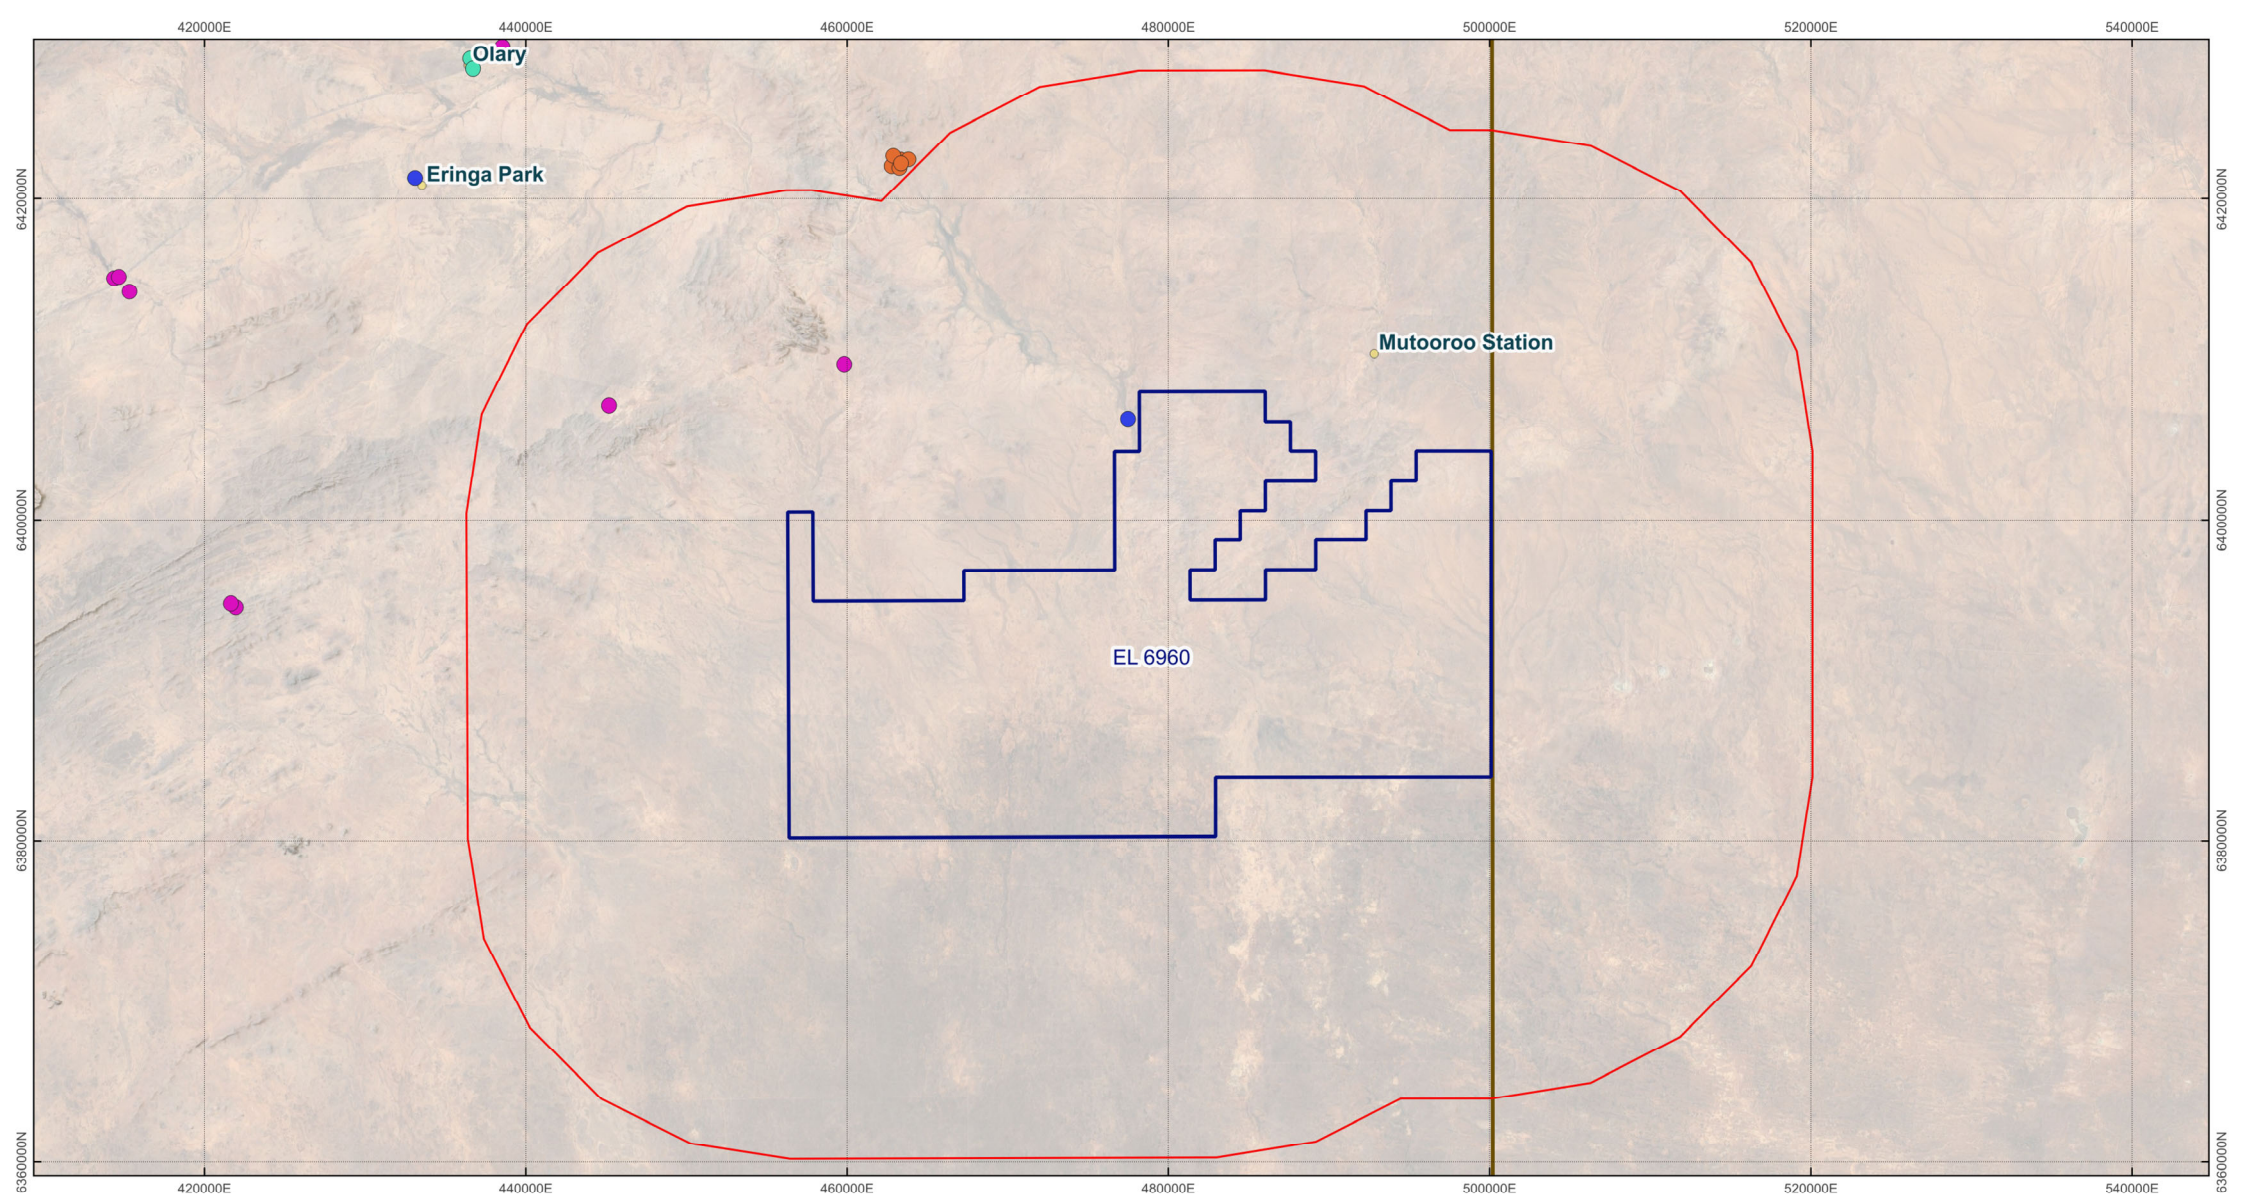 420000E 440000E 460000E 480000E 500000E 520000E 540000E
Olary
Eringa Park
6420000N 6420000N
Mutooroo Station
6400000N 6400000N
EL 6960
6380000N 6380000N
6360000N 6360000N
420000E 440000E 460000E 480000E 500000E 520000E 540000E